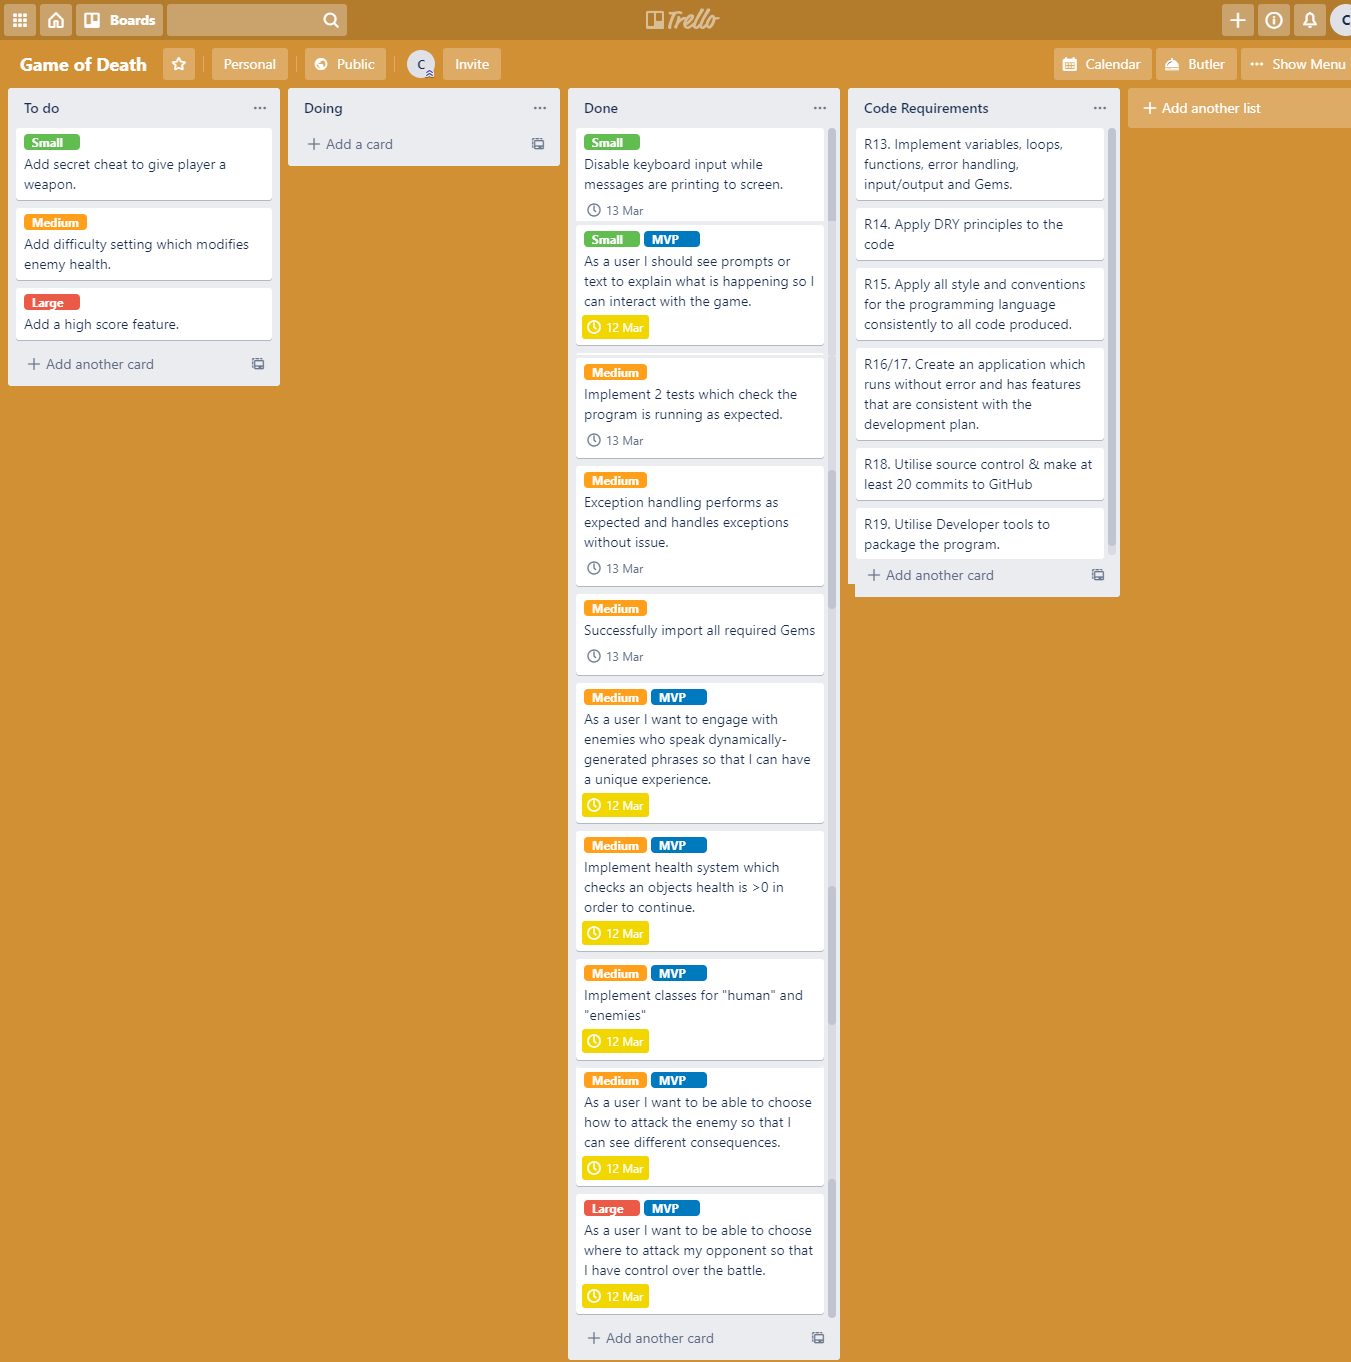 Boards
Trello
C
Game of Death
Personal
Public
C
Invite
Calendar
Butler
Show Menu
To do
Small
Add secret cheat to give player a
weapon.
Medium
Add difficulty setting which modifies
enemy health.
Large
Add a high score feature.
Add another card
Doing
Add a card
Done
Small
Disable keyboard input while
messages are printing to screen.
13 Mar
Small MVP
As a user I should see prompts or
text to explain what is happening so I
can interact with the game.
12 Mar
Medium
Implement 2 tests which check the
program is running as expected.
13 Mar
Medium
Exception handling performs as
expected and handles exceptions
without issue.
13 Mar
Medium
Successfully import all required Gems
13 Mar
Medium MVP
As a user I want to engage with
enemies who speak dynamically-
generated phrases so that I can have
a unique experience.
12 Mar
Medium MVP
Implement health system which
checks an objects health is >0 in
order to continue.
12 Mar
Medium MVP
Implement classes for "human" and
"enemies"
12 Mar
Medium MVP
As a user I want to be able to choose
how to attack the enemy so that I
can see different consequences.
12 Mar
Large MVP
As a user I want to be able to choose
where to attack my opponent so that
I have control over the battle.
12 Mar
Add another card
Code Requirements
R13. Implement variables, loops,
functions, error handling,
input/output and Gems.
R14. Apply DRY principles to the
code
R15. Apply all style and conventions
for the programming language
consistently to all code produced.
R16/17. Create an application which
runs without error and has features
that are consistent with the
development plan.
R18. Utilise source control & make at
least 20 commits to GitHub
R19. Utilise Developer tools to
package the program.
Add another card
Add another list